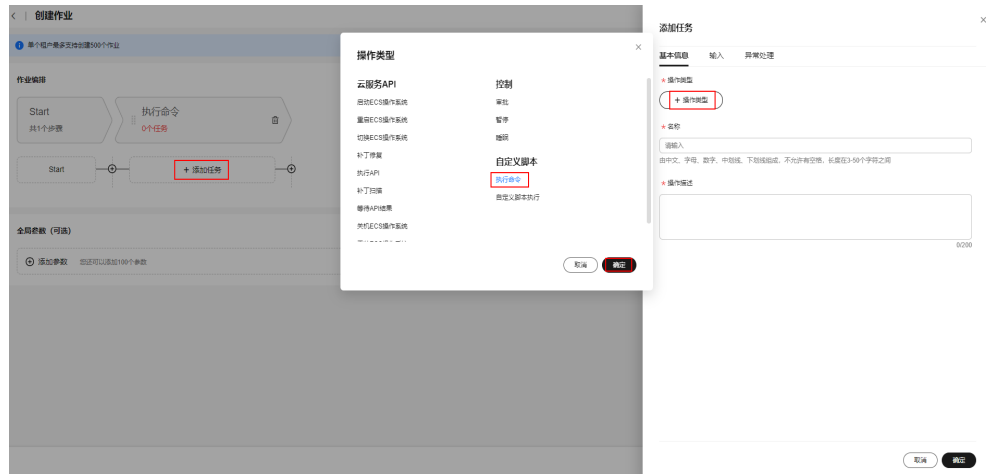 创建作业
单个租户最多支持创建500个作业
作业编排
Start
共1个步骤
执行命令
0个任务
Start
+ 添加任务
全局参数（可选）
添加参数 您还可以添加100个参数
操作类型
云服务API
启动ECS操作系统
重启ECS操作系统
切换ECS操作系统
补丁修复
执行API
补丁扫描
等待API结果
关机ECS操作系统
控制
审批
暂停
睡眠
自定义脚本
执行命令
自定义脚本执行
取消
确定
添加任务
基本信息 输入 异常处理
* 操作类型
+ 操作类型
* 名称
请输入
由中文，字母、数字、中划线、下划线组成，不允许有空格，长度在3-50个字符之间
* 操作描述
0/200
取消
确定